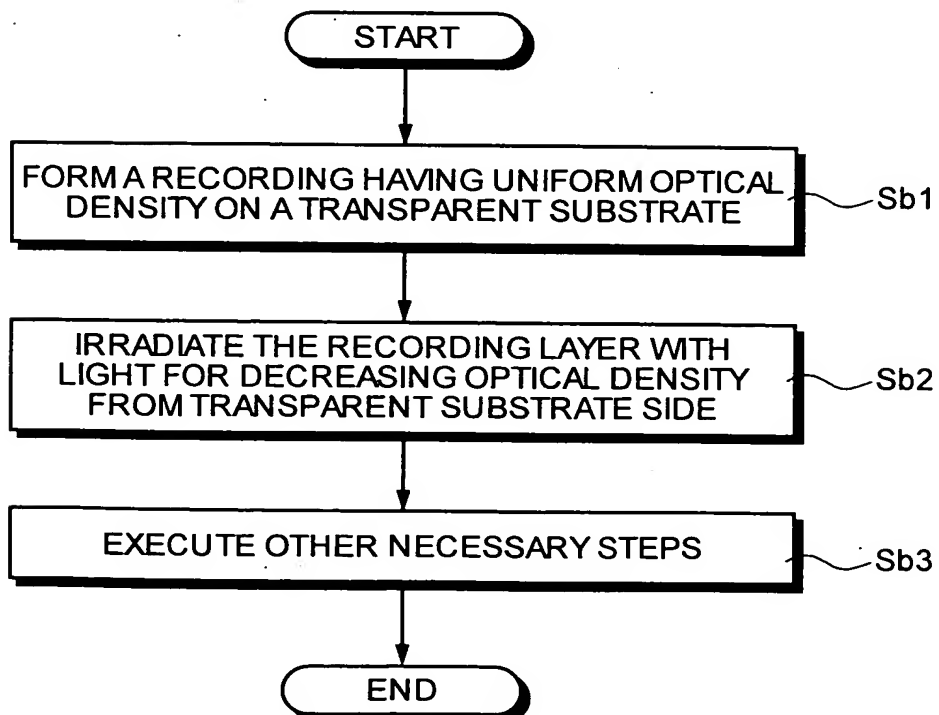 START
FORM A RECORDING HAVING UNIFORM OPTICAL
DENSITY ON A TRANSPARENT SUBSTRATE
Sb1
IRRADIATE THE RECORDING LAYER WITH
LIGHT FOR DECREASING OPTICAL DENSITY
FROM TRANSPARENT SUBSTRATE SIDE
Sb2
EXECUTE OTHER NECESSARY STEPS
Sb3
END